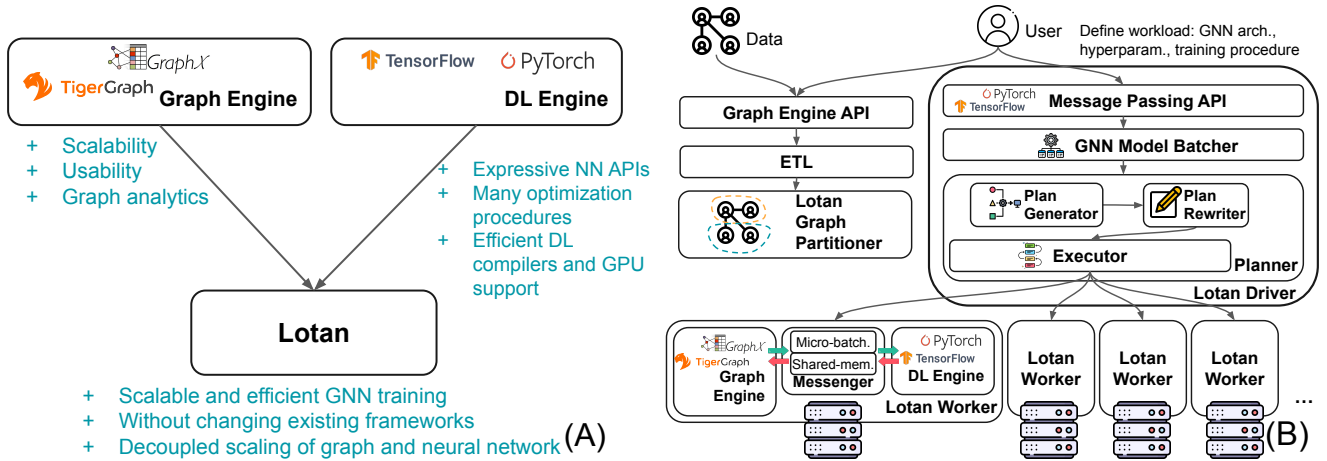 GraphX
TigerGraph
Graph Engine
TensorFlow
PyTorch
DL Engine
+ Scalability
+ Usability
+ Graph analytics
+ Expressive NN APIs
+ Many optimization
procedures
+ Efficient DL
compilers and GPU
support
Lotan
+ Scalable and efficient GNN training
+ Without changing existing frameworks
+ Decoupled scaling of graph and neural network
(A)
Data
User
Define workload: GNN arch.,
hyperparam., training procedure
Graph Engine API
ETL
Lotan
Graph
Partitioner
PyTorch
TensorFlow
Message Passing API
GNN Model Batcher
Plan
Generator
Plan
Rewriter
Executor
Planner
Lotan Driver
GraphX
TigerGraph
Graph
Engine
Micro-batch.
Shared-mem.
Messenger
PyTorch
TensorFlow
DL Engine
Lotan Worker
Lotan
Worker
Lotan
Worker
Lotan
Worker
...
(B)